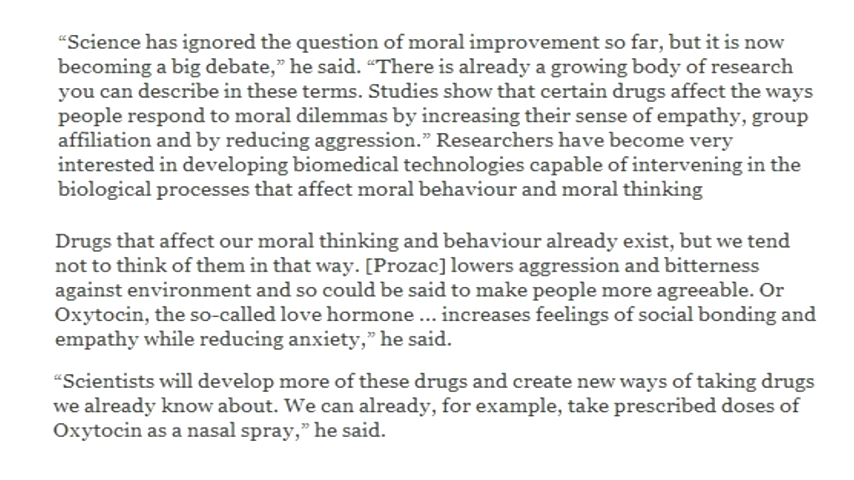 “Science has ignored the question of moral improvement so far, but it is now
becoming a big debate,” he said. “There is already a growing body of research
you can describe in these terms. Studies show that certain drugs affect the ways
people respond to moral dilemmas by increasing their sense of empathy, group
affiliation and by reducing aggression.” Researchers have become very
interested in developing biomedical technologies capable of intervening in the
biological processes that affect moral behaviour and moral thinking
Drugs that affect our moral thinking and behaviour already exist, but we tend
not to think of them in that way. [Prozac] lowers aggression and bitterness
against environment and so could be said to make people more agreeable. Or
Oxytocin, the so-called love hormone ... increases feelings of social bonding and
empathy while reducing anxiety,” he said.
“Scientists will develop more of these drugs and create new ways of taking drugs
we already know about. We can already, for example, take prescribed doses of
Oxytocin as a nasal spray,” he said.